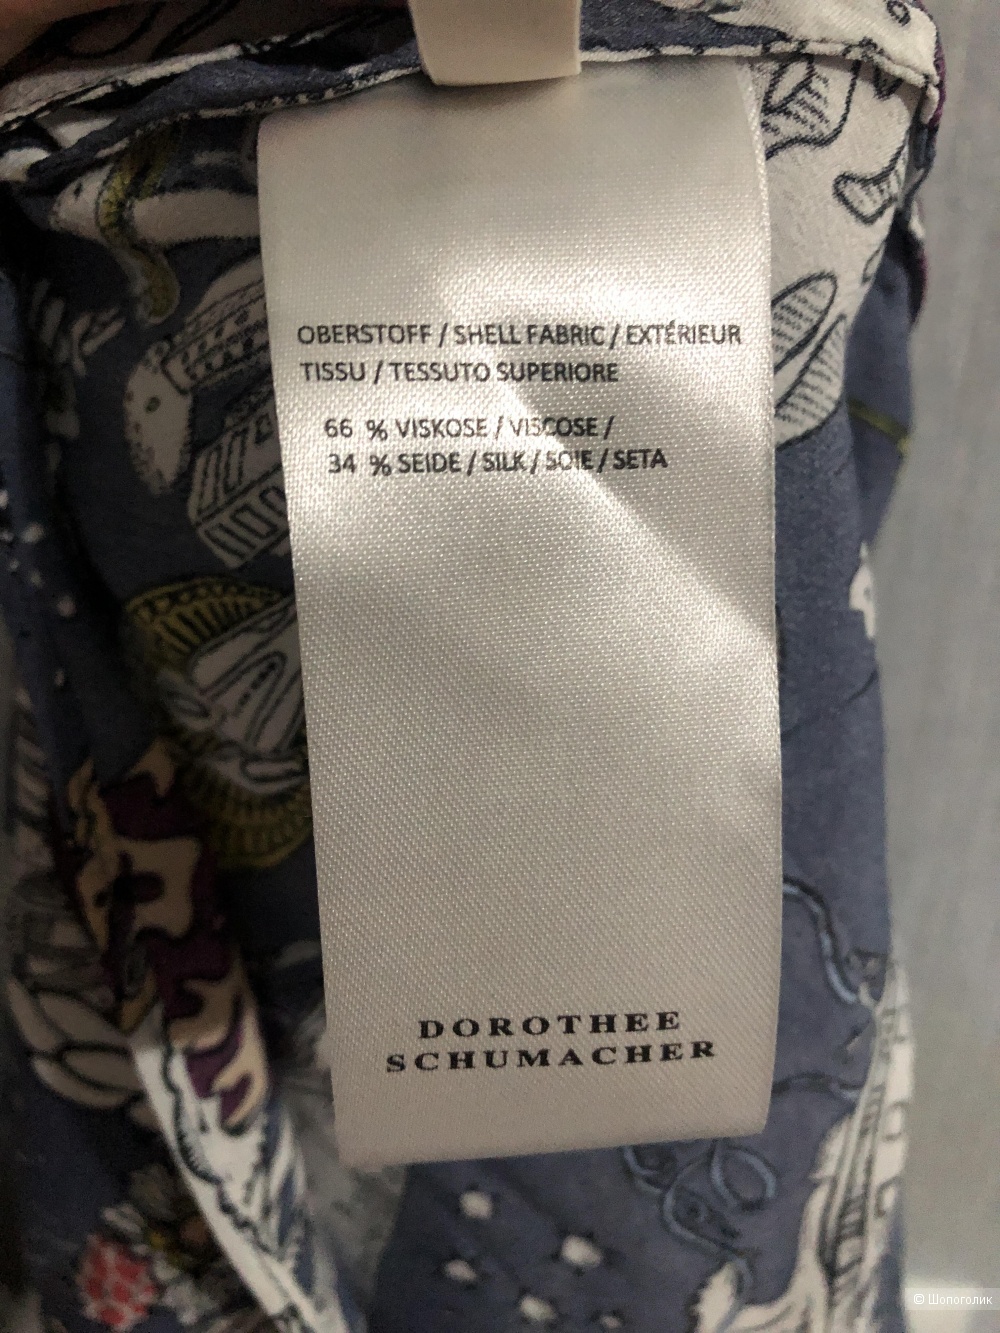 OBERSTOFF / SHELL FABRIC / EXTÉRIEUR
TISSU / TESSUTO SUPERIORE
66 % VISKOSE / VISCOSE /
34 % SEIDE / SILK / SOIE / SETA
DOROTHEE
SCHUMACHER
© Шопоголик